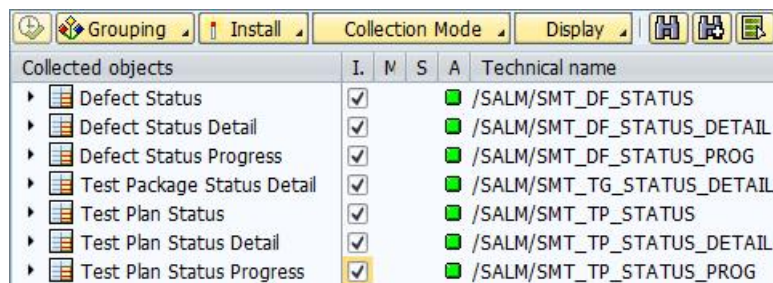 Grouping Install Collection Mode Display
Collected objects I. M S A Technical name
Defect Status /SALM/SMT_DF_STATUS
Defect Status Detail /SALM/SMT_DF_STATUS_DETAIL
Defect Status Progress /SALM/SMT_DF_STATUS_PROG
Test Package Status Detail /SALM/SMT_TG_STATUS_DETAIL
Test Plan Status /SALM/SMT_TP_STATUS
Test Plan Status Detail /SALM/SMT_TP_STATUS_DETAIL
Test Plan Status Progress /SALM/SMT_TP_STATUS_PROG